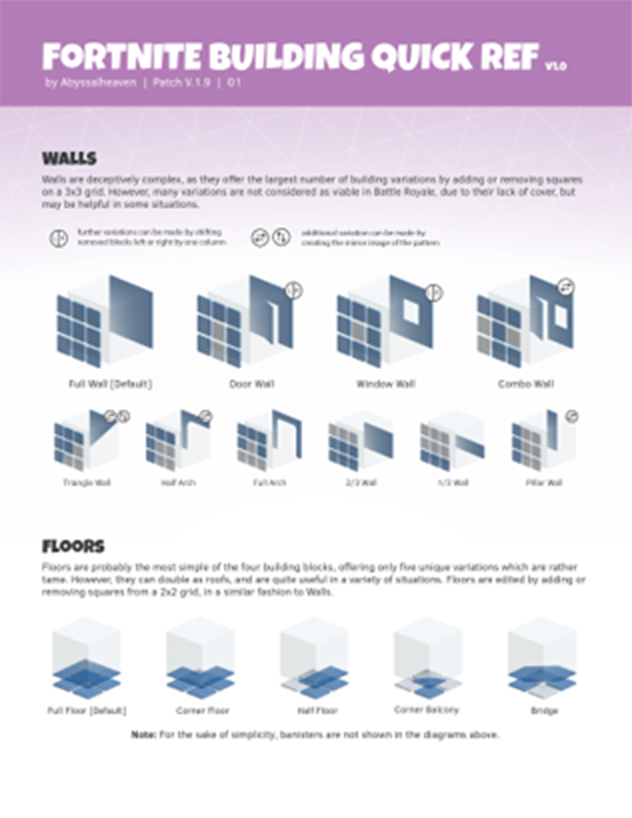 FORTNITE BUILDING QUICK REF V1.0
by Abyssalheaven | Patch V.1.9 | 01
WALLS
Walls are deceptively complex, as they offer the largest number of building variations by adding or removing squares
on a 3x3 grid. However, many variations are not considered as viable in Battle Royale, due to their lack of cover, but
may be helpful in some situations.
further variations can be made by shifting
removed blocks left or right by one column
additional variation can be made by
creating the mirror image of the pattern
Full Wall [Default]
Door Wall
Window Wall
Combo Wall
Triangle Wall
Half Arch
Full Arch
2/3 Wall
1/3 Wall
Pillar Wall
FLOORS
Floors are probably the most simple of the four building blocks, offering only five unique variations which are rather
tame. However, they can double as roofs, and are quite useful in a variety of situations. Floors are edited by adding or
removing squares from a 2x2 grid, in a similar fashion to Walls.
Full Floor [Default]
Corner Floor
Half Floor
Corner Balcony
Bridge
Note: For the sake of simplicity, banisters are not shown in the diagrams above.